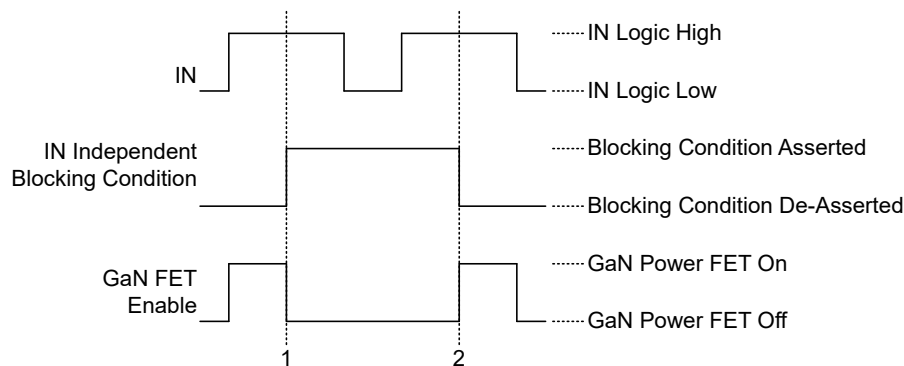 IN
IN Logic High
IN Logic Low
IN Independent
Blocking Condition
Blocking Condition Asserted
Blocking Condition De-Asserted
GaN FET
Enable
GaN Power FET On
GaN Power FET Off
1
2